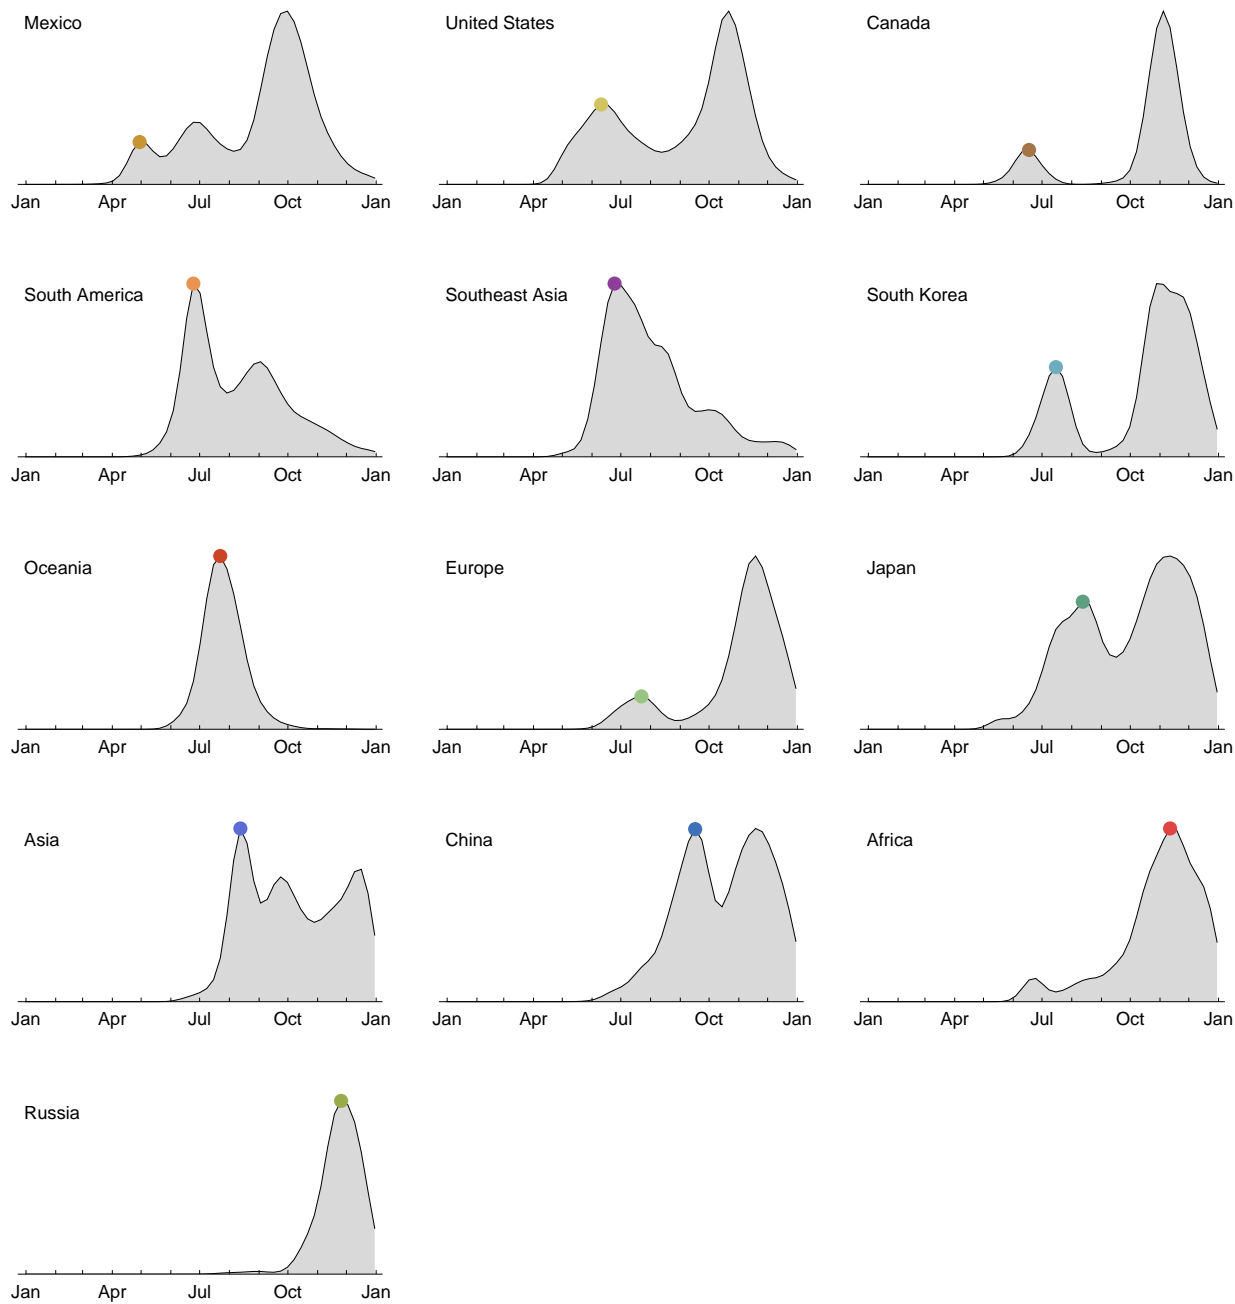 Mexico
United States
Canada
Jan Apr Jul Oct Jan
Jan Apr Jul Oct Jan
Jan Apr Jul Oct Jan
South America
Southeast Asia
South Korea
Jan Apr Jul Oct Jan
Jan Apr Jul Oct Jan
Jan Apr Jul Oct Jan
Oceania
Europe
Japan
Jan Apr Jul Oct Jan
Jan Apr Jul Oct Jan
Jan Apr Jul Oct Jan
Asia
China
Africa
Jan Apr Jul Oct Jan
Jan Apr Jul Oct Jan
Jan Apr Jul Oct Jan
Russia
Jan Apr Jul Oct Jan